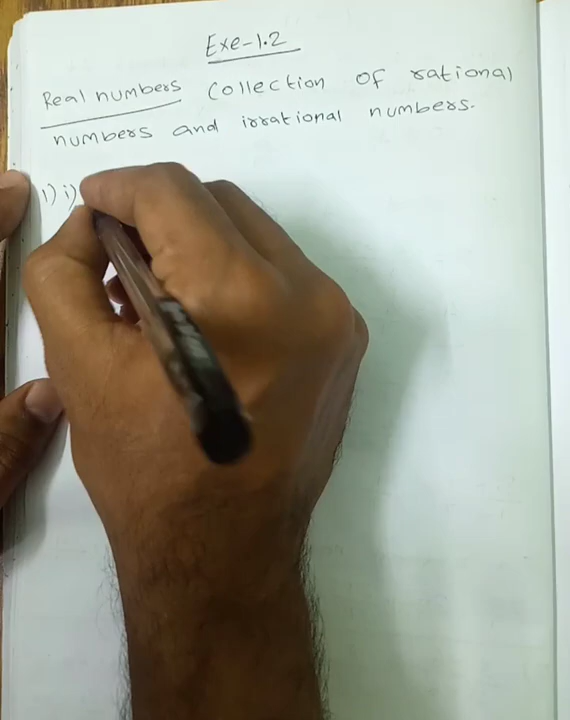 Exe-1.2
Real numbers Collection of rational
numbers and irrational numbers.
1) i)